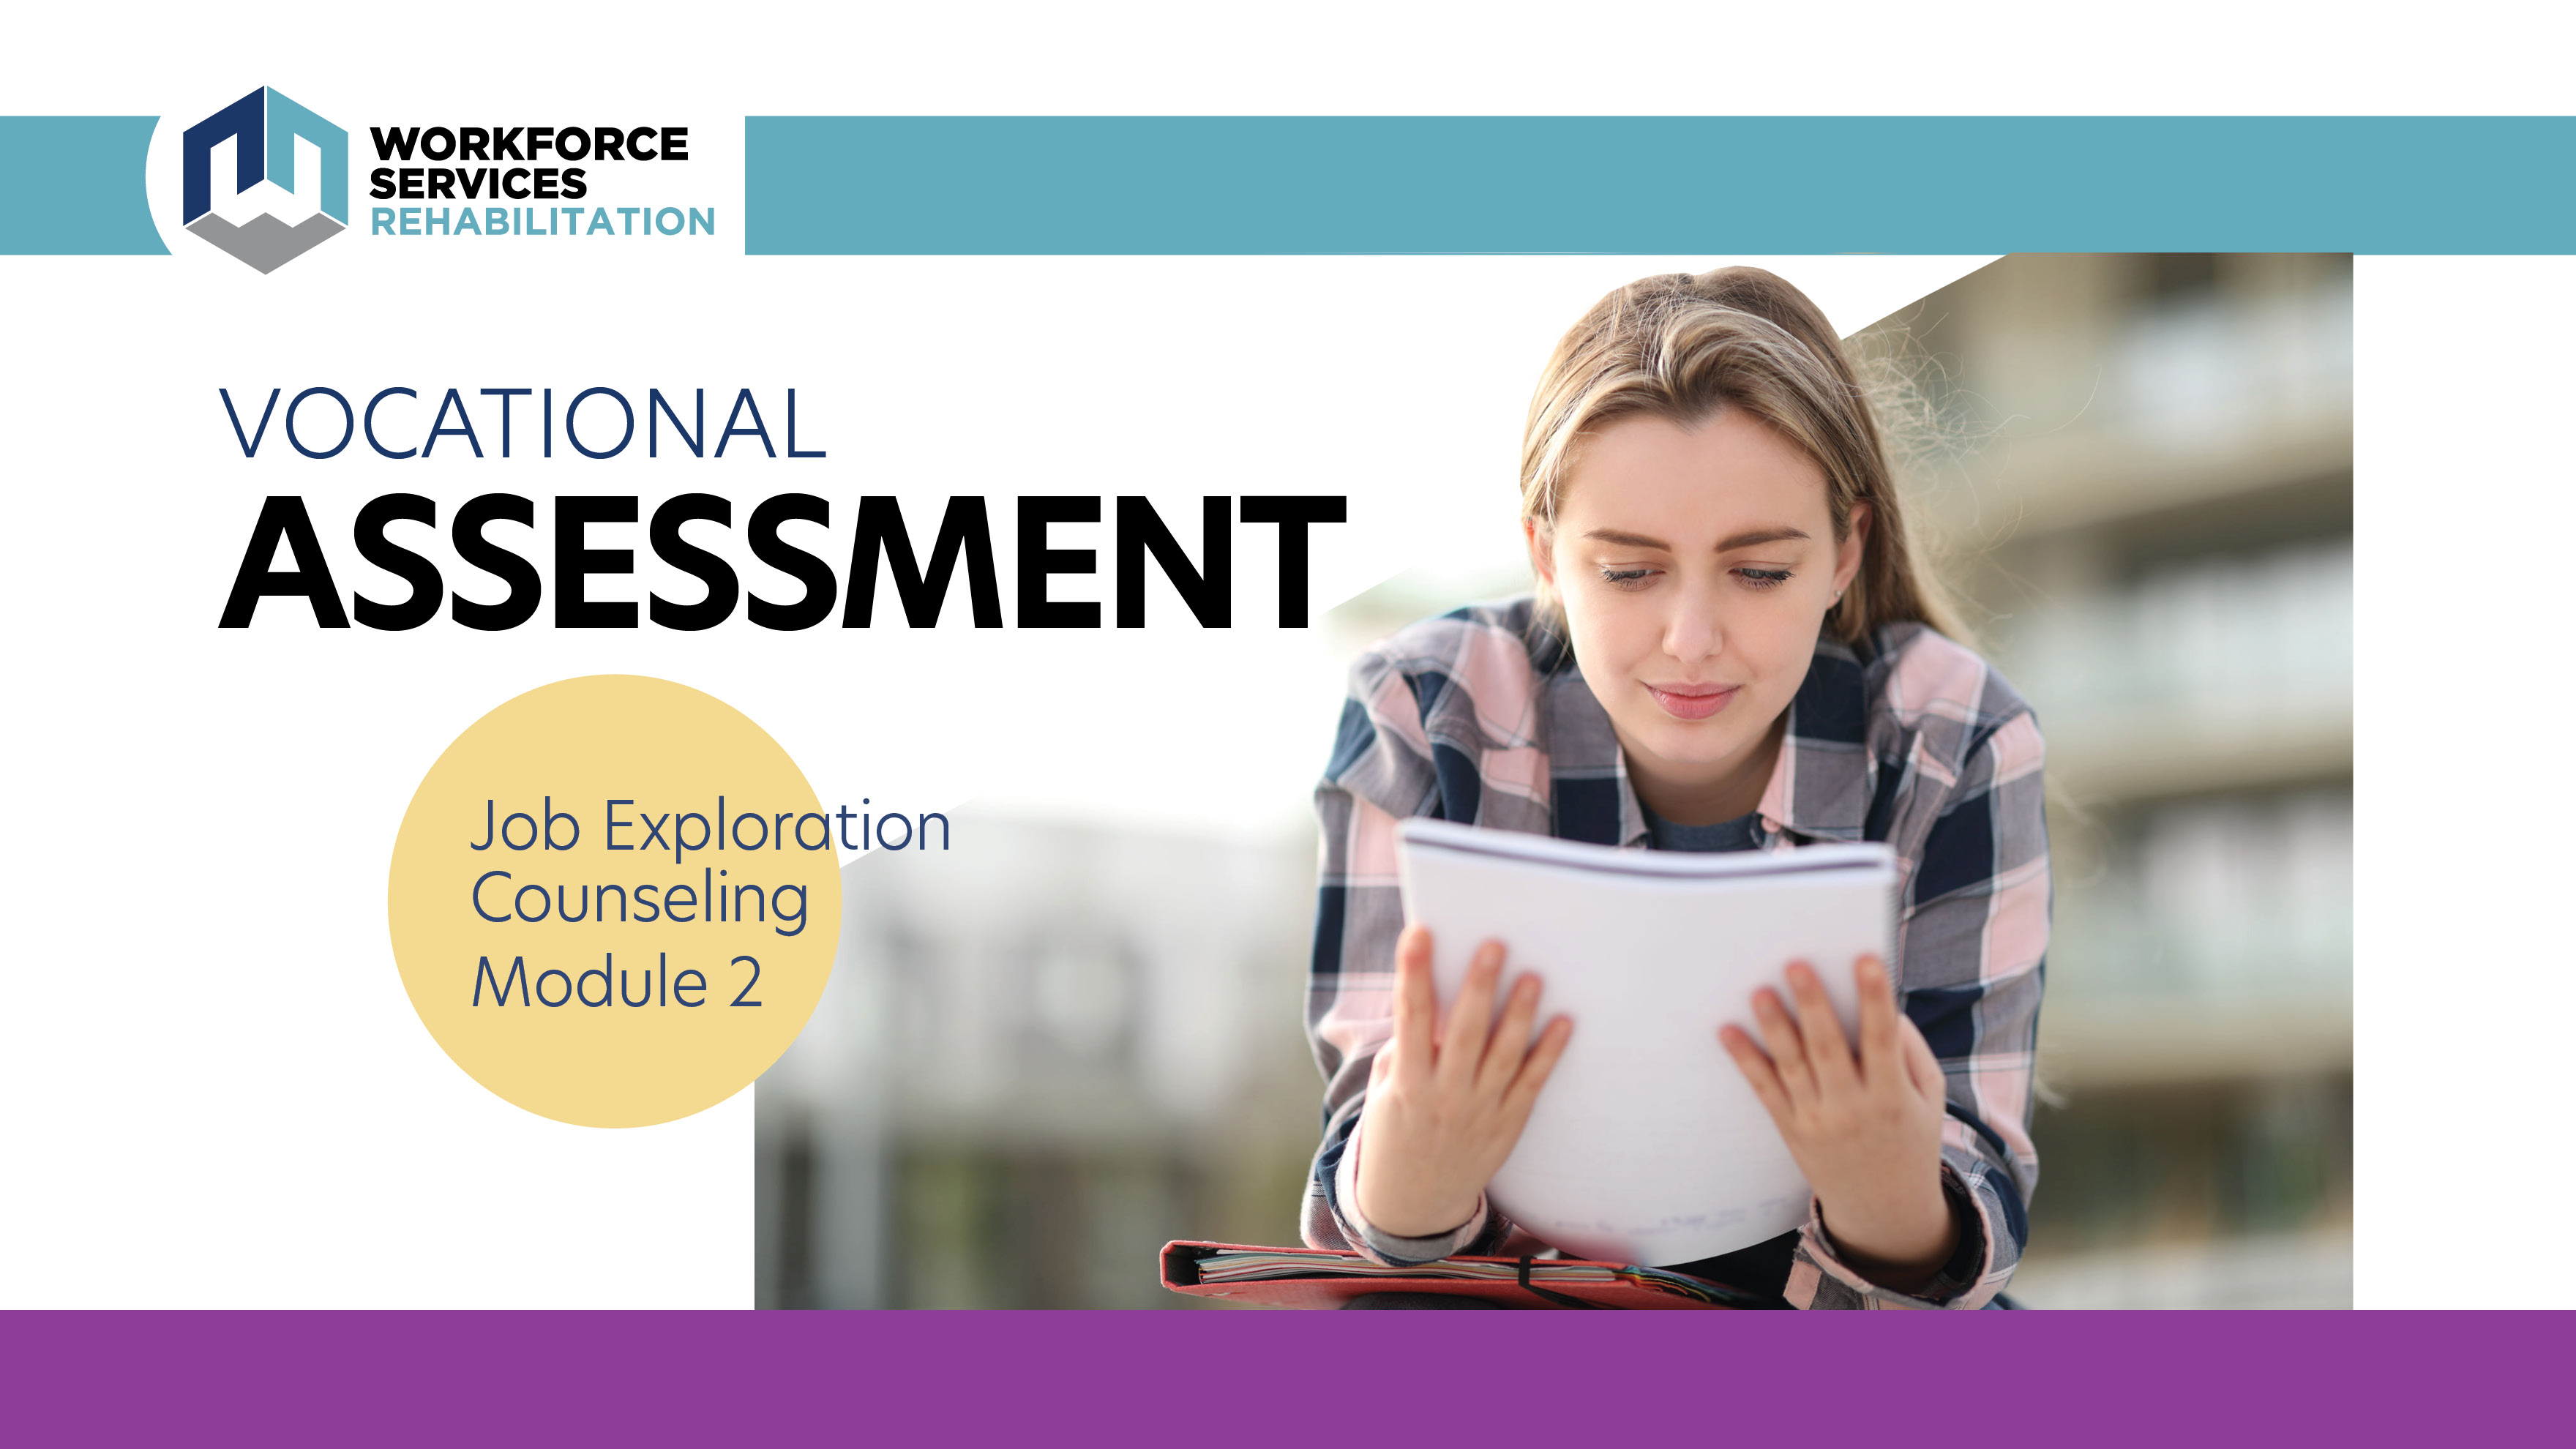 WORKFORCE
SERVICES
REHABILITATION
VOCATIONAL
ASSESSMENT
Job Exploration
Counseling
Module 2